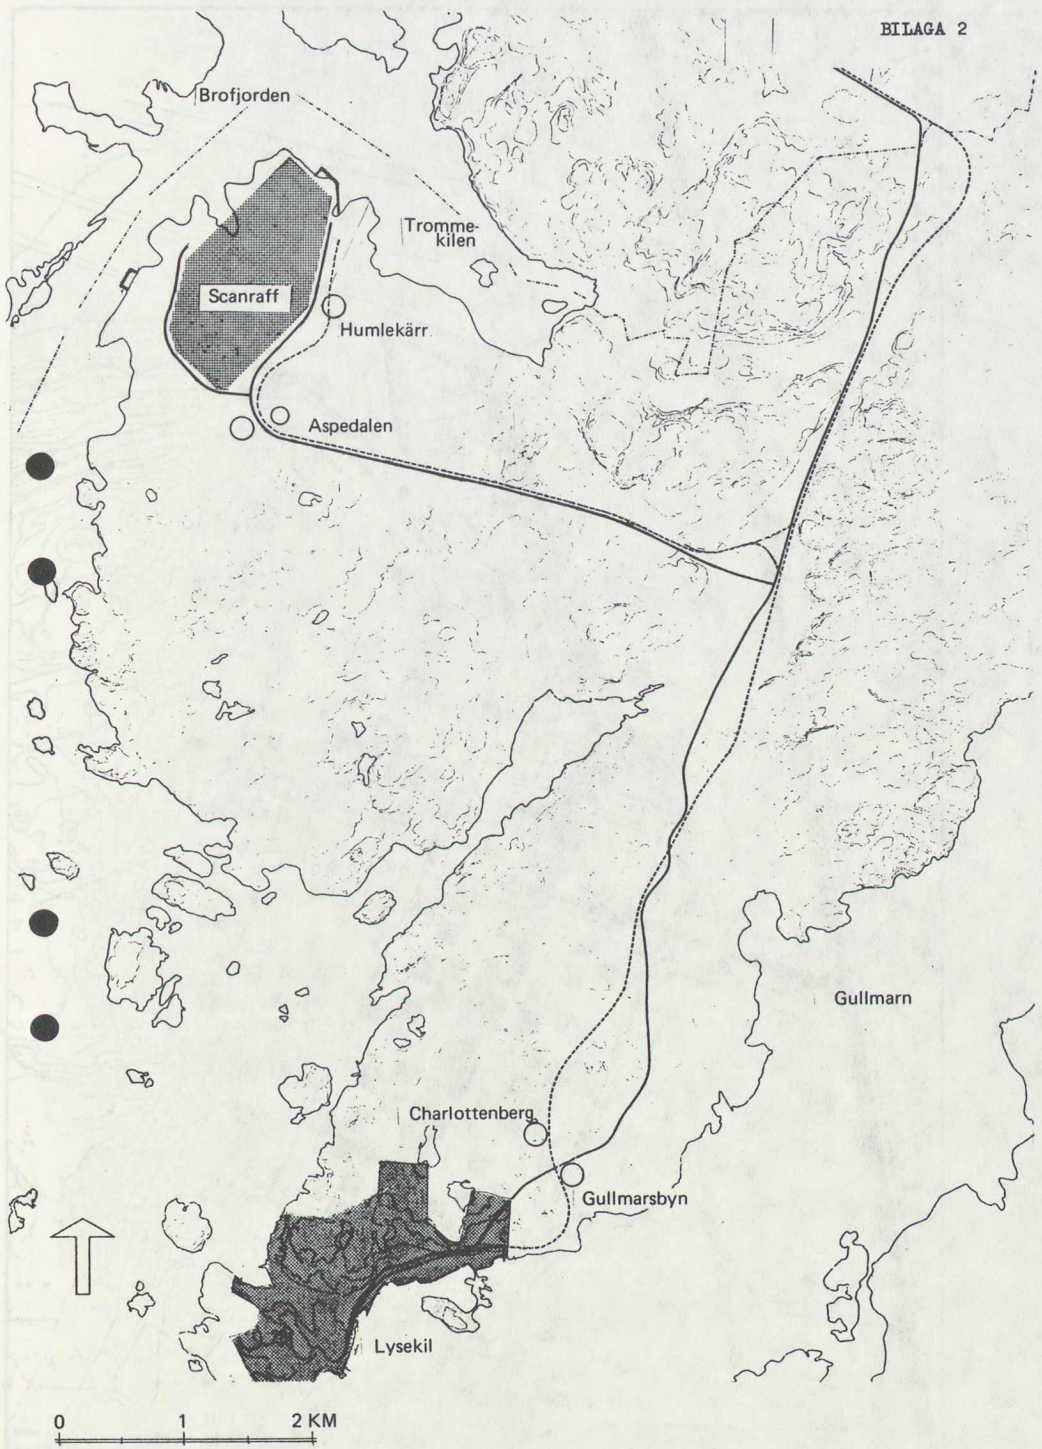 BILAGA 2
Brofjorden
Tromme-
kilen
Scanraff
Humlekärr
Aspedalen
Gullmarn
Charlottenberg
Gullmarsbyn
Lysekil
0 1 2 KM